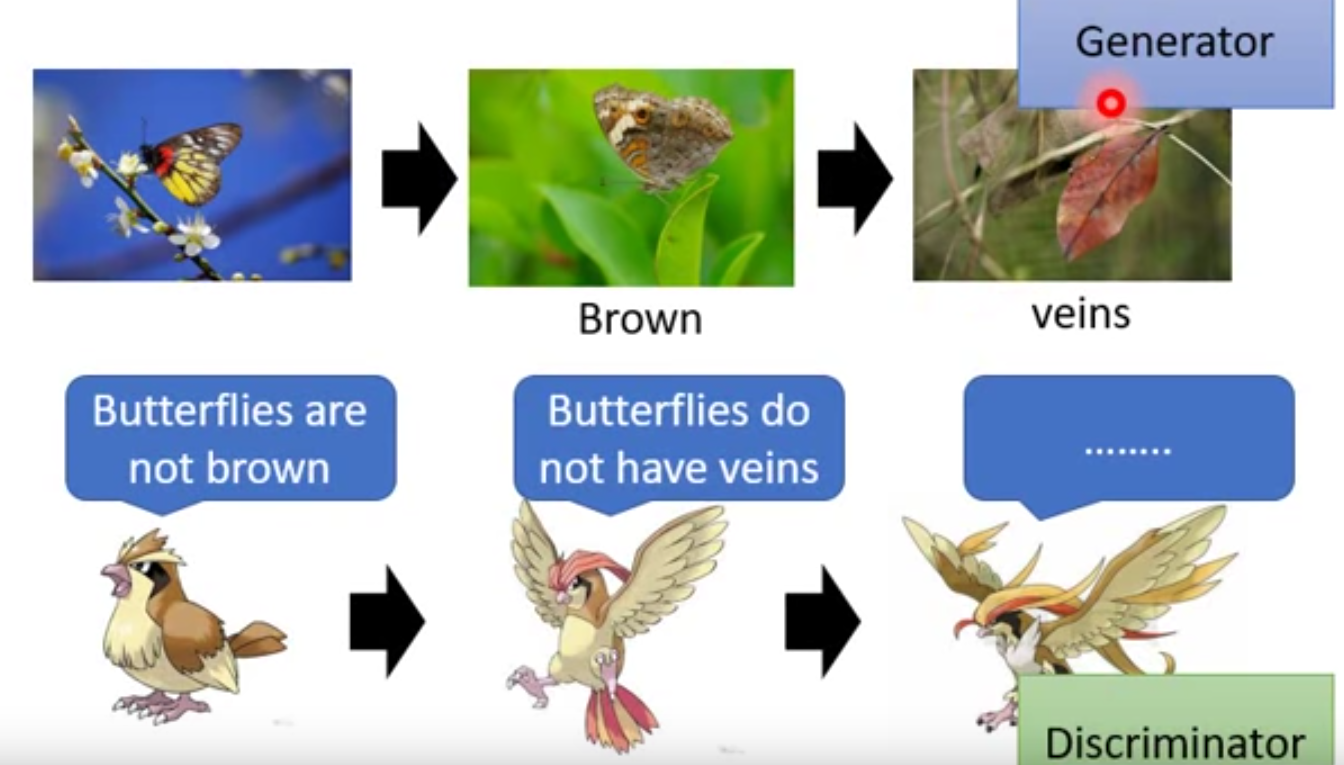 Generator
Brown
veins
Butterflies are
not brown
Butterflies do
not have veins
........
Discriminator